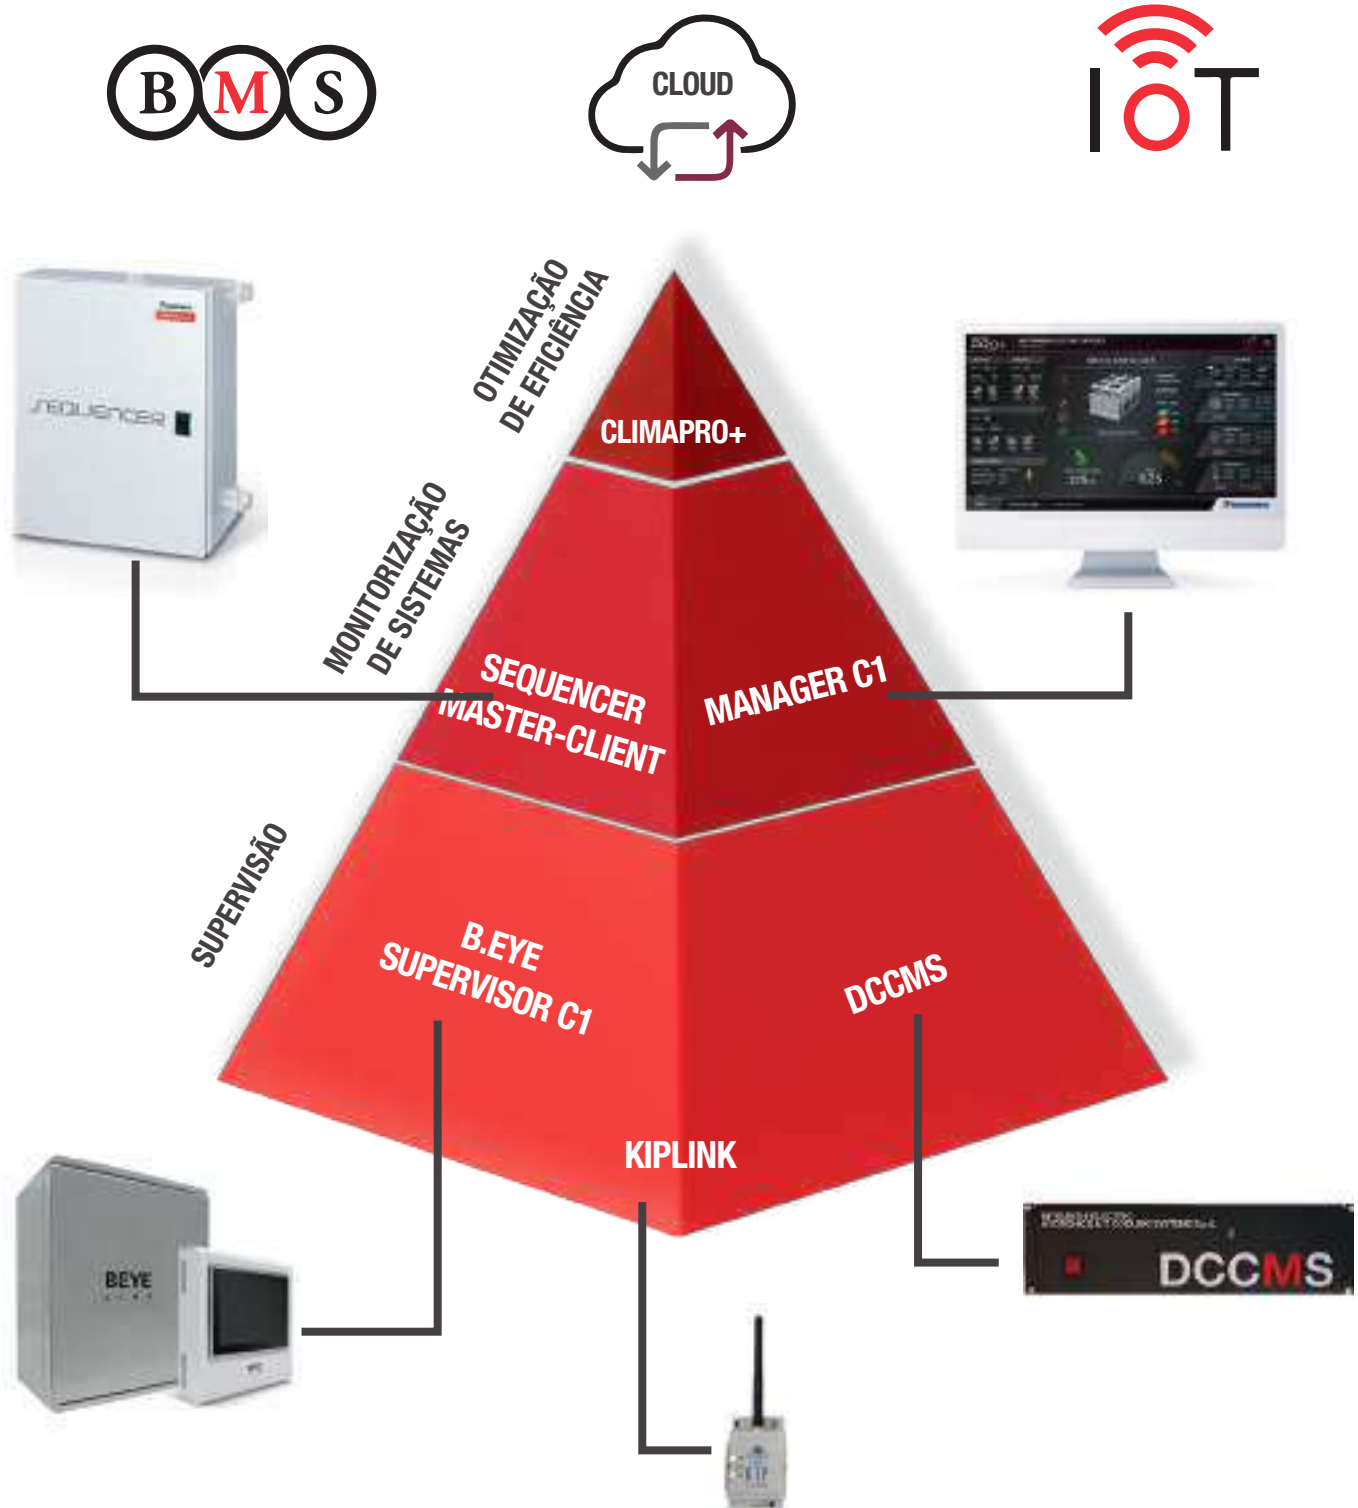 BMS
CLOUD
IOT
OTIMIZAÇÃO
DE EFICIÊNCIA
CLIMAPRO+
SEQUENCER
MONITORIZAÇÃO
DE SISTEMAS
SEQUENCER
MASTER-CLIENT
MANAGER C1
SUPERVISÃO
B.EYE
SUPERVISOR C1
DCCMS
KIPLINK
BEYE
DCCMS